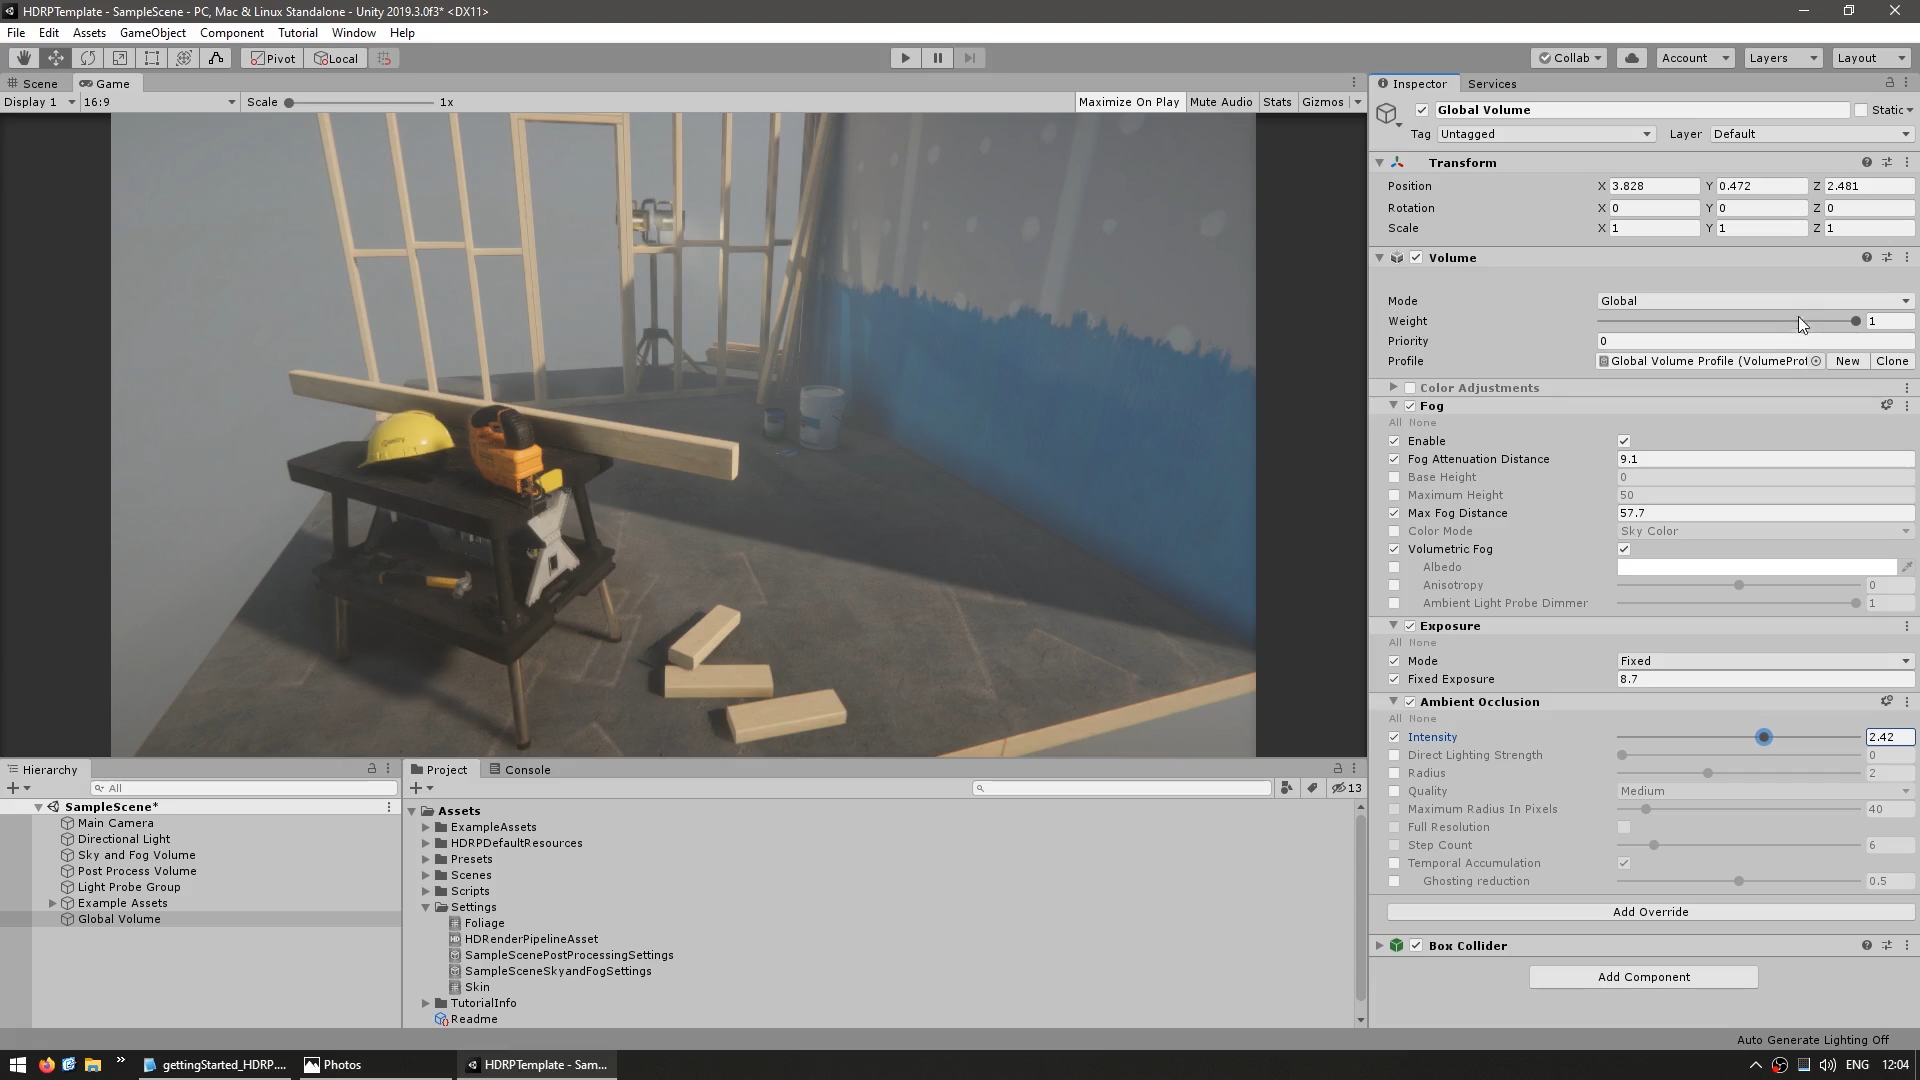 HDRPTemplate - SampleScene - PC, Mac & Linux Standalone - Unity 2019.3.0f3* <DX11>
File Edit Assets GameObject Component Tutorial Window Help
Pivot Local Collab Account Layers Layout
Scene Game
Display 1 16:9 Scale 1x Maximize On Play Mute Audio Stats Gizmos
Inspector Services
Global Volume Static
Tag Untagged Layer Default
Transform
Position X 3.828 Y 0.472 Z 2.481
Rotation X 0 Y 0 Z 0
Scale X 1 Y 1 Z 1
Volume
Mode Global
Weight 1
Priority 0
Profile Global Volume Profile (VolumeProf New Clone
Color Adjustments
Fog
All None
Enable
Fog Attenuation Distance 9.1
Base Height 0
Maximum Height 50
Max Fog Distance 57.7
Color Mode Sky Color
Volumetric Fog
Albedo
Anisotropy 0
Ambient Light Probe Dimmer 1
Exposure
All None
Mode Fixed
Fixed Exposure 8.7
Ambient Occlusion
All None
Intensity 2.42
Direct Lighting Strength 0
Radius 2
Quality Medium
Maximum Radius In Pixels 40
Full Resolution
Step Count 6
Temporal Accumulation
Ghosting reduction 0.5
Add Override
Box Collider
Add Component
Hierarchy
All
SampleScene*
Main Camera
Directional Light
Sky and Fog Volume
Post Process Volume
Light Probe Group
Example Assets
Global Volume
Project Console
13
Assets
ExampleAssets
HDRPDefaultResources
Presets
Scenes
Scripts
Settings
Foliage
HDRenderPipelineAsset
SampleScenePostProcessingSettings
SampleSceneSkyandFogSettings
Skin
TutorialInfo
Readme
Auto Generate Lighting Off
gettingStarted_HDRP.... Photos HDRPTemplate - Sam... ENG 12:04